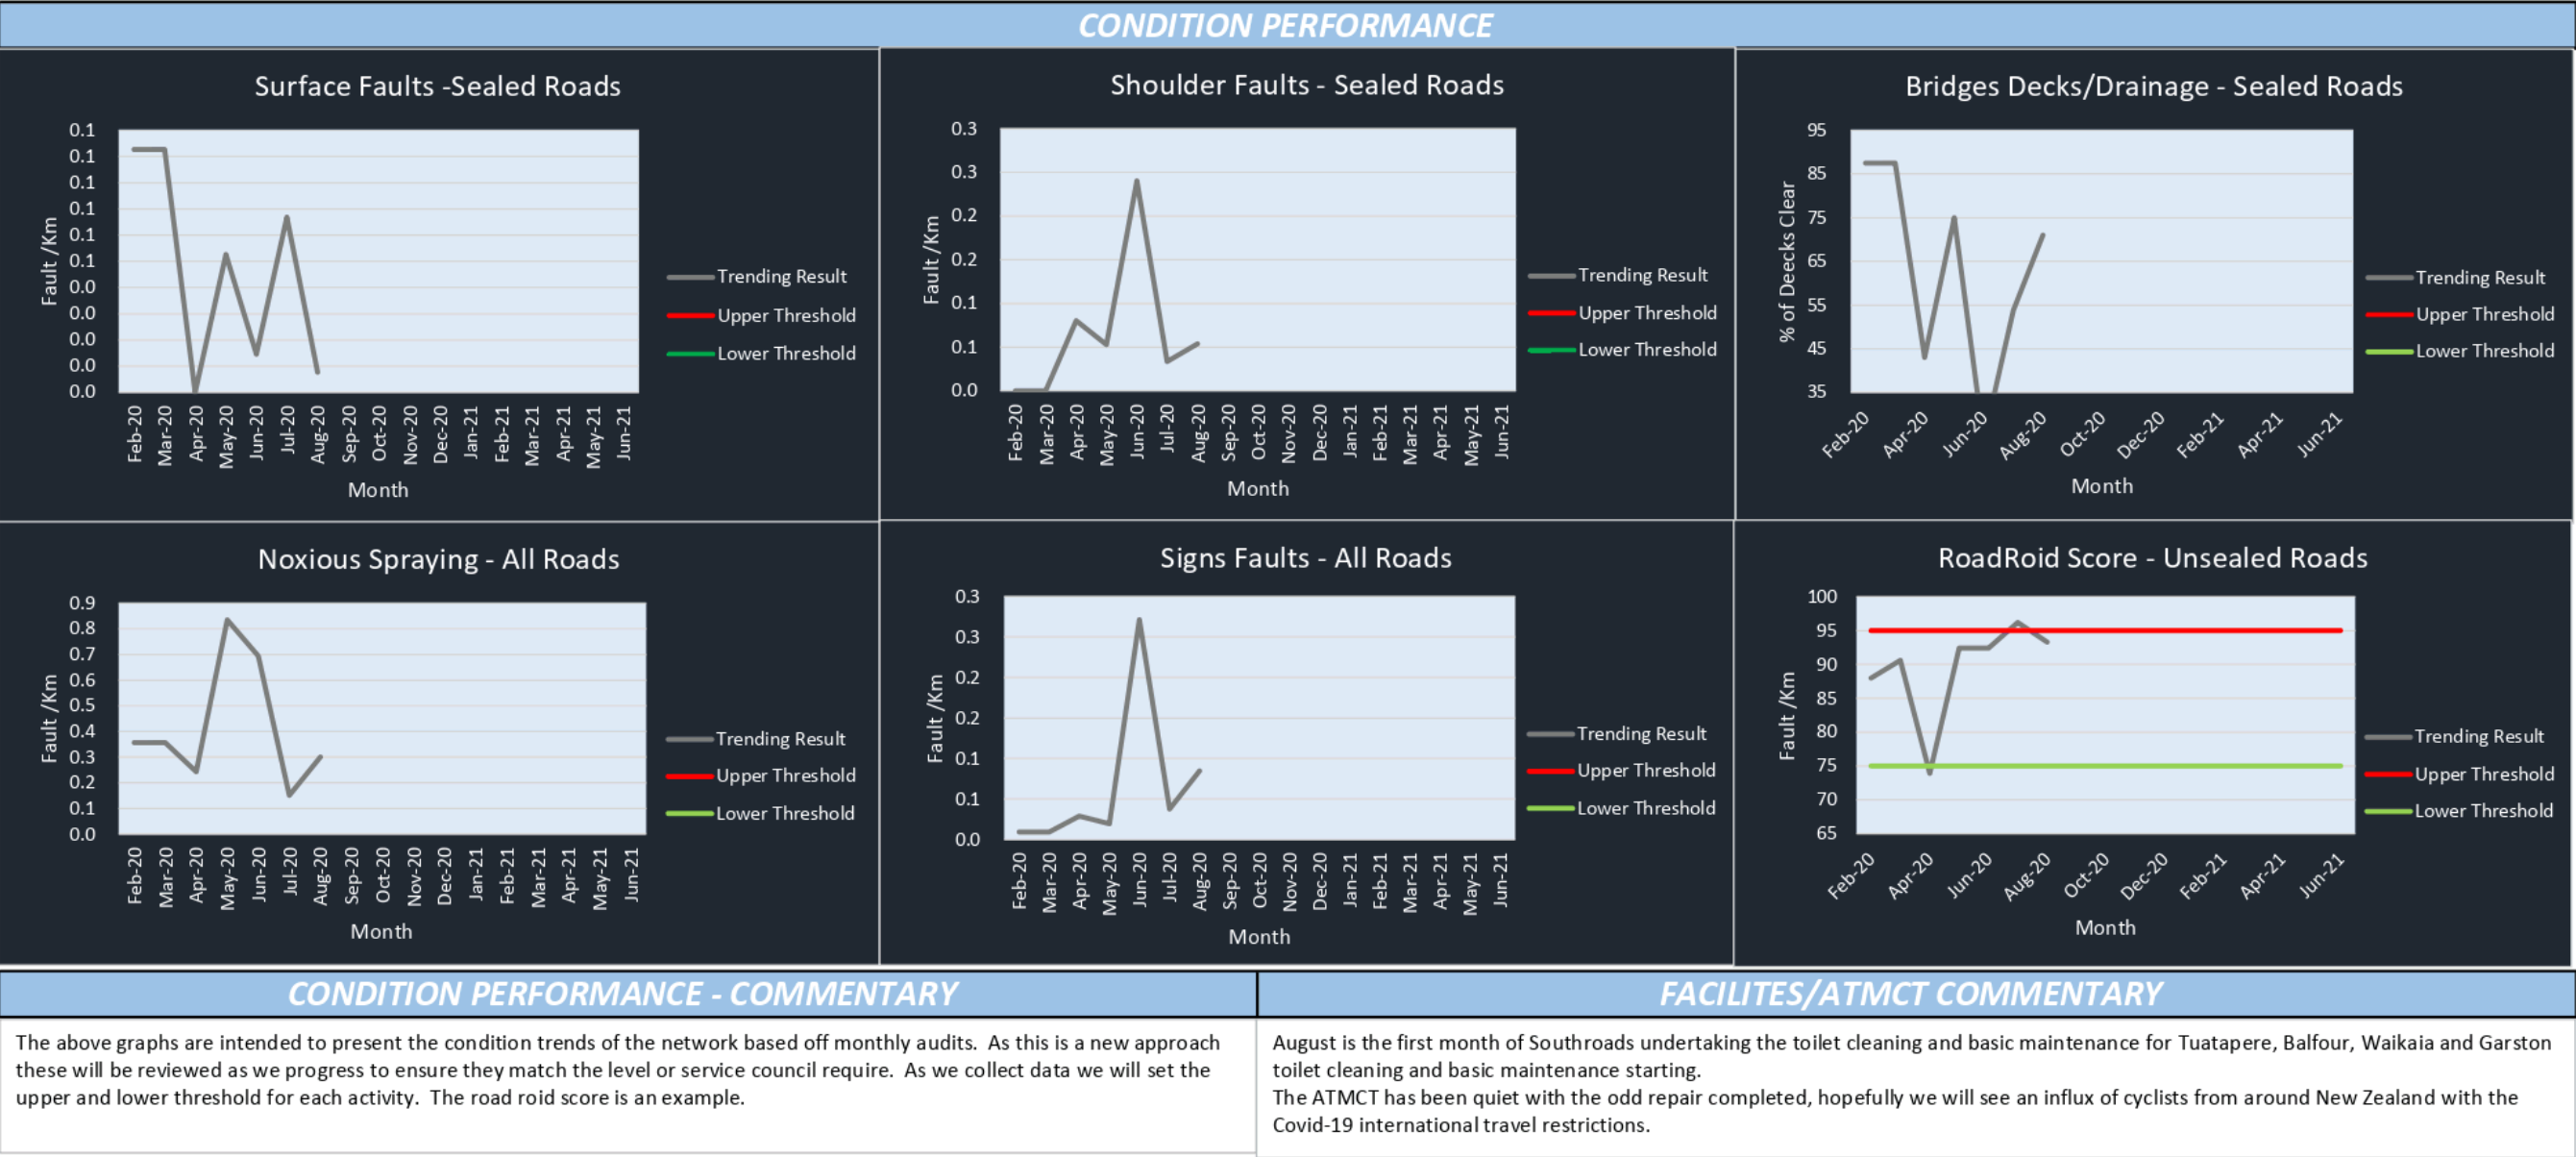 CONDITION PERFORMANCE
Surface Faults -Sealed Roads
0.1
0.1
0.1
0.1
0.1
0.1
0.0
0.0
0.0
0.0
0.0
Fault /Km
Feb-20
Mar-20
Apr-20
May-20
Jun-20
Jul-20
Aug-20
Sep-20
Oct-20
Nov-20
Dec-20
Jan-21
Feb-21
Mar-21
Apr-21
May-21
Jun-21
Month
Trending Result
Upper Threshold
Lower Threshold
Shoulder Faults - Sealed Roads
0.3
0.3
0.2
0.2
0.1
0.1
0.0
Fault /Km
Feb-20
Mar-20
Apr-20
May-20
Jun-20
Jul-20
Aug-20
Sep-20
Oct-20
Nov-20
Dec-20
Jan-21
Feb-21
Mar-21
Apr-21
May-21
Jun-21
Month
Trending Result
Upper Threshold
Lower Threshold
Bridges Decks/Drainage - Sealed Roads
95
85
75
65
55
45
35
% of Deecks Clear
Feb-20
Apr-20
Jun-20
Aug-20
Oct-20
Dec-20
Feb-21
Apr-21
Jun-21
Month
Trending Result
Upper Threshold
Lower Threshold
Noxious Spraying - All Roads
0.9
0.8
0.7
0.6
0.5
0.4
0.3
0.2
0.1
0.0
Fault /Km
Feb-20
Mar-20
Apr-20
May-20
Jun-20
Jul-20
Aug-20
Sep-20
Oct-20
Nov-20
Dec-20
Jan-21
Feb-21
Mar-21
Apr-21
May-21
Jun-21
Month
Trending Result
Upper Threshold
Lower Threshold
Signs Faults - All Roads
0.3
0.3
0.2
0.2
0.1
0.1
0.0
Fault /Km
Feb-20
Mar-20
Apr-20
May-20
Jun-20
Jul-20
Aug-20
Sep-20
Oct-20
Nov-20
Dec-20
Jan-21
Feb-21
Mar-21
Apr-21
May-21
Jun-21
Month
Trending Result
Upper Threshold
Lower Threshold
RoadRoid Score - Unsealed Roads
100
95
90
85
80
75
70
65
Fault /Km
Feb-20
Apr-20
Jun-20
Aug-20
Oct-20
Dec-20
Feb-21
Apr-21
Jun-21
Month
Trending Result
Upper Threshold
Lower Threshold
CONDITION PERFORMANCE - COMMENTARY
The above graphs are intended to present the condition trends of the network based off monthly audits. As this is a new approach
these will be reviewed as we progress to ensure they match the level or service council require. As we collect data we will set the
upper and lower threshold for each activity. The road roid score is an example.
FACILITES/ATMCT COMMENTARY
August is the first month of Southroads undertaking the toilet cleaning and basic maintenance for Tuatapere, Balfour, Waikaia and Garston
toilet cleaning and basic maintenance starting.
The ATMCT has been quiet with the odd repair completed, hopefully we will see an influx of cyclists from around New Zealand with the
Covid-19 international travel restrictions.